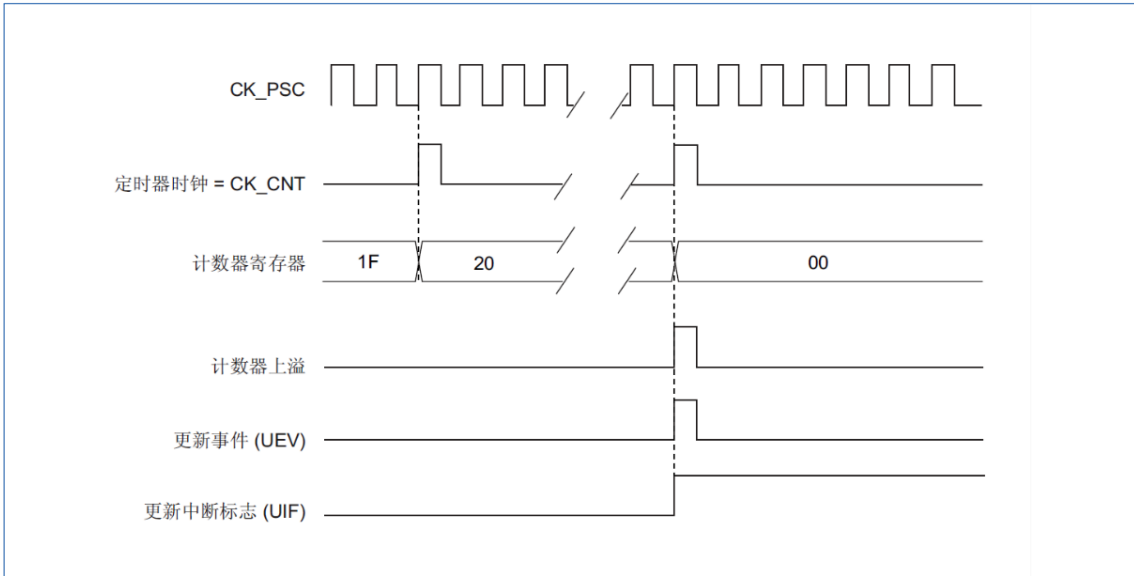 CK_PSC
定时器时钟 = CK_CNT
计数器寄存器 1F 20 00
计数器上溢
更新事件 (UEV)
更新中断标志 (UIF)